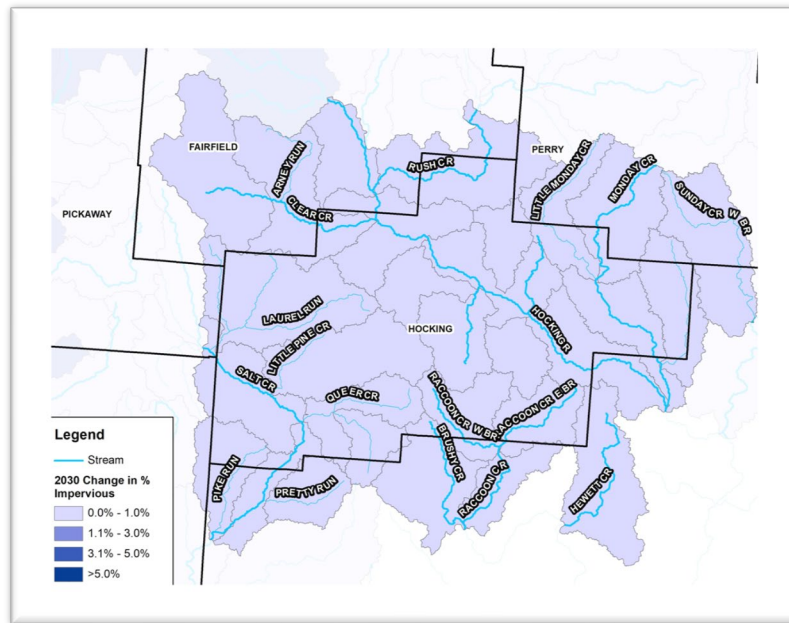 FAIRFIELD
PERRY
PICKAWAY
HOCKING
ARNEY RUN
CLEAR CR
RUSH CR
LITTLE MONDAY CR
MONDAY CR
SUNDAY CR W BR
LAUREL RUN
LITTLE PINE CR
HOCKING R
SALT CR
QUEER CR
RACCOON CR W BR
RACCOON CR E BR
BRUSHY CR
RACCOON CR
HEWETT CR
PIKE RUN
PRETTY RUN
Legend
Stream
2030 Change in %
Impervious
0.0% - 1.0%
1.1% - 3.0%
3.1% - 5.0%
>5.0%